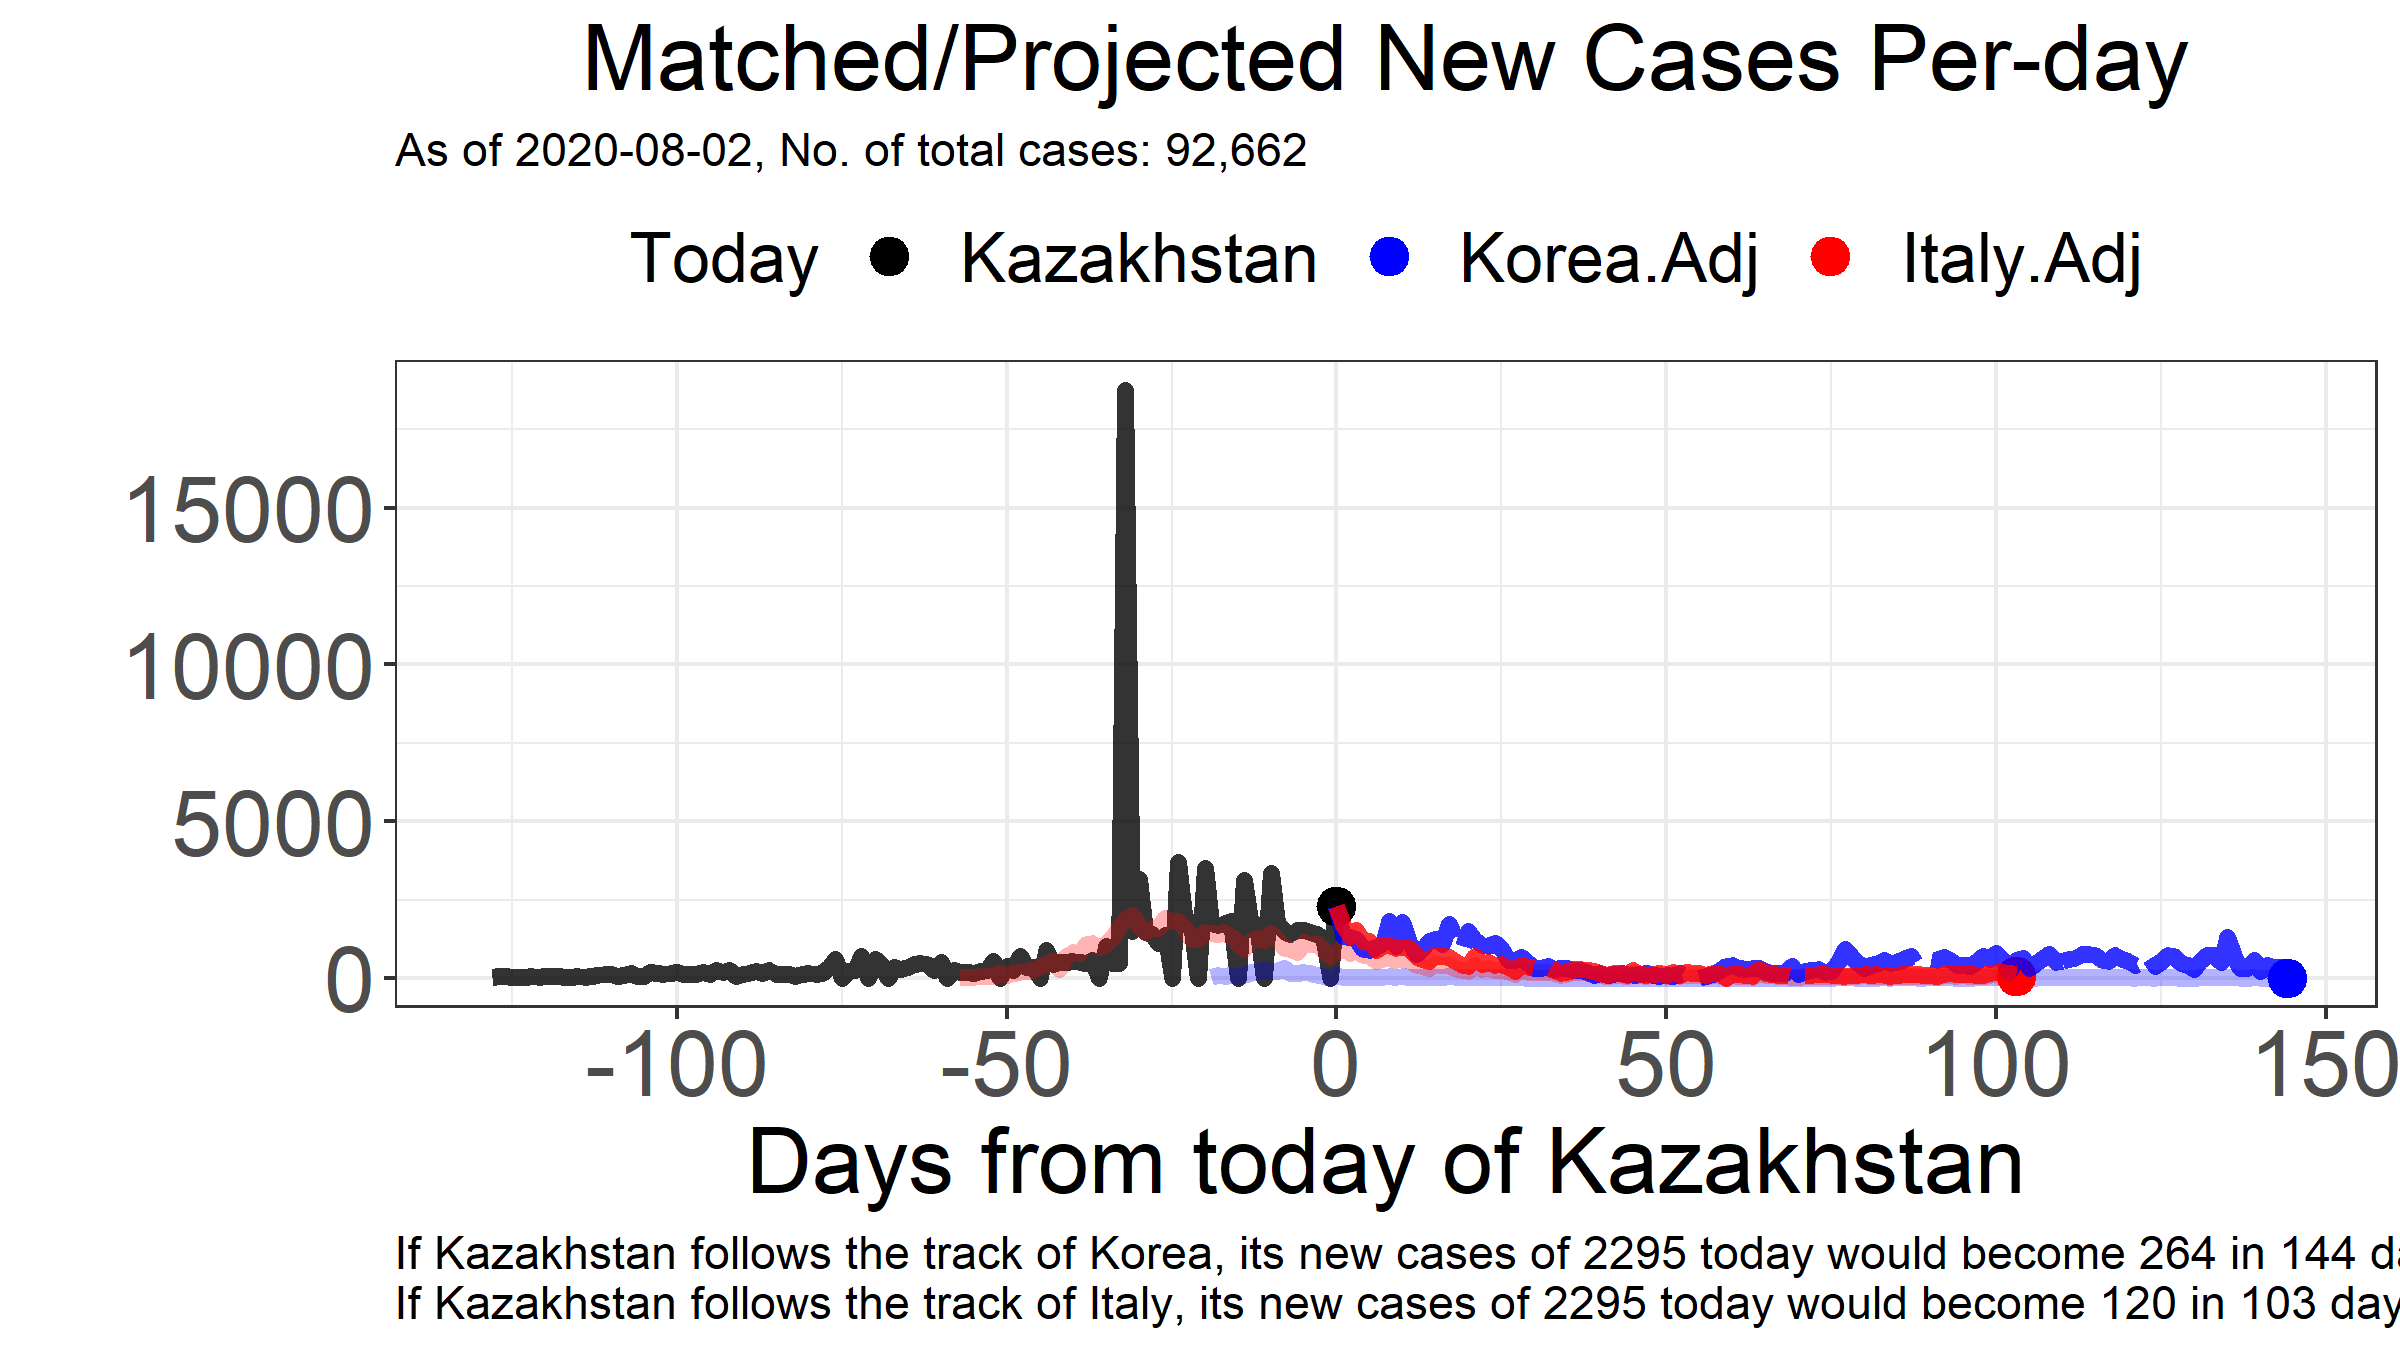 Matched/Projected New Cases Per-day
As of 2020-08-02, No. of total cases: 92,662
Today Kazakhstan Korea.Adj Italy.Adj
15000
10000
5000
0
-100 -50 0 50 100 150
Days from today of Kazakhstan
If Kazakhstan follows the track of Korea, its new cases of 2295 today would become 264 in 144 da
If Kazakhstan follows the track of Italy, its new cases of 2295 today would become 120 in 103 day